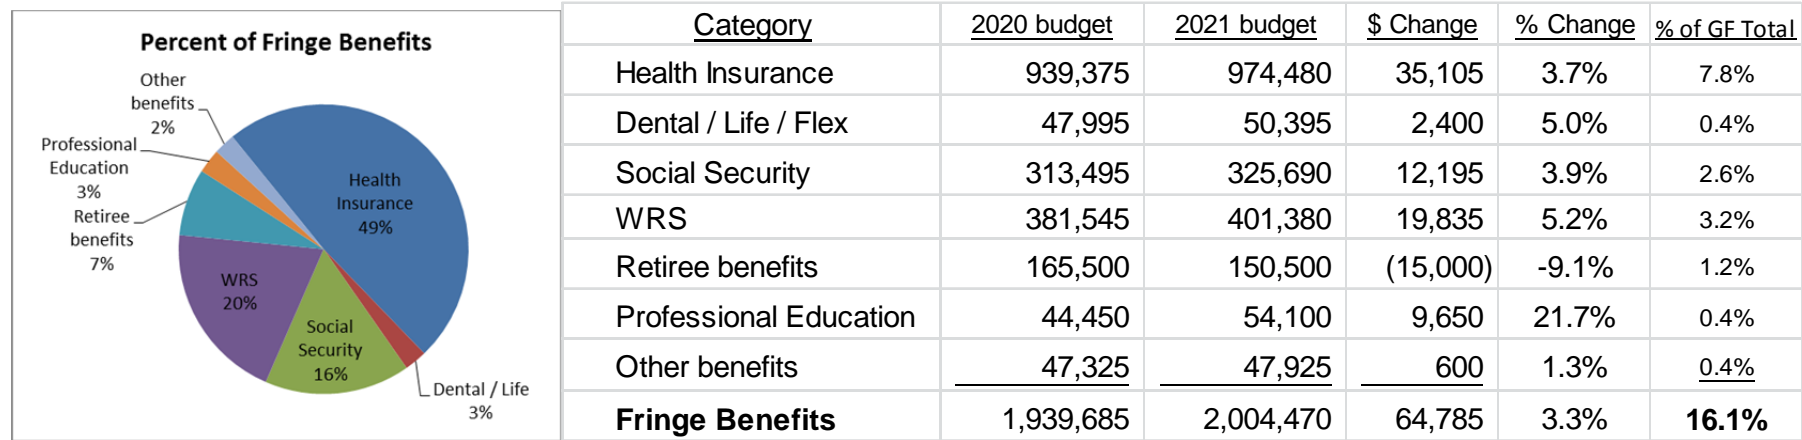 Percent of Fringe Benefits
Other
benefits
2%
Professional
Education
3%
Retiree
benefits
7%
WRS
20%
Social
Security
16%
Dental / Life
3%
Health
Insurance
49%
Category 2020 budget 2021 budget $ Change % Change % of GF Total
Health Insurance 939,375 974,480 35,105 3.7% 7.8%
Dental / Life / Flex 47,995 50,395 2,400 5.0% 0.4%
Social Security 313,495 325,690 12,195 3.9% 2.6%
WRS 381,545 401,380 19,835 5.2% 3.2%
Retiree benefits 165,500 150,500 (15,000) -9.1% 1.2%
Professional Education 44,450 54,100 9,650 21.7% 0.4%
Other benefits 47,325 47,925 600 1.3% 0.4%
Fringe Benefits 1,939,685 2,004,470 64,785 3.3% 16.1%